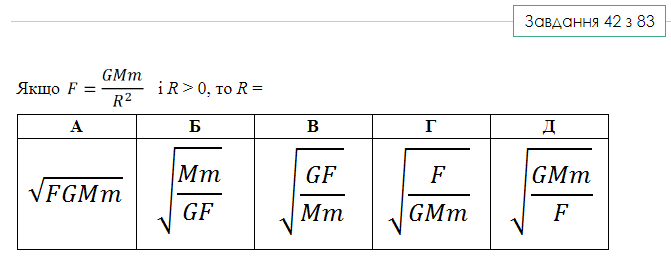 Завдання 42 з 83
Якщо F = GMm/R² і R > 0, то R =
А Б В Г Д
√(FGMm) √(Mm/GF) √(GF/Mm) √(F/GMm) √(GMm/F)